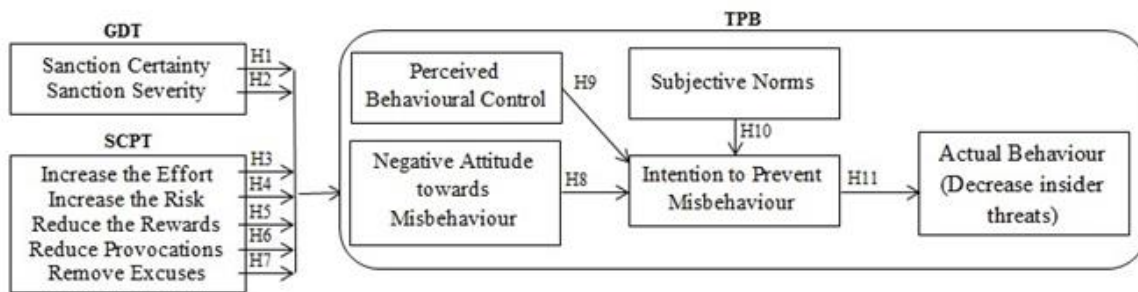 GDT
Sanction Certainty
Sanction Severity
H1
H2
SCPT
Increase the Effort
Increase the Risk
Reduce the Rewards
Reduce Provocations
Remove Excuses
H3
H4
H5
H6
H7
TPB
Perceived
Behavioural Control
H9
Subjective Norms
H10
Negative Attitude
towards
Misbehaviour
H8
Intention to Prevent
Misbehaviour
H11
Actual Behaviour
(Decrease insider
threats)